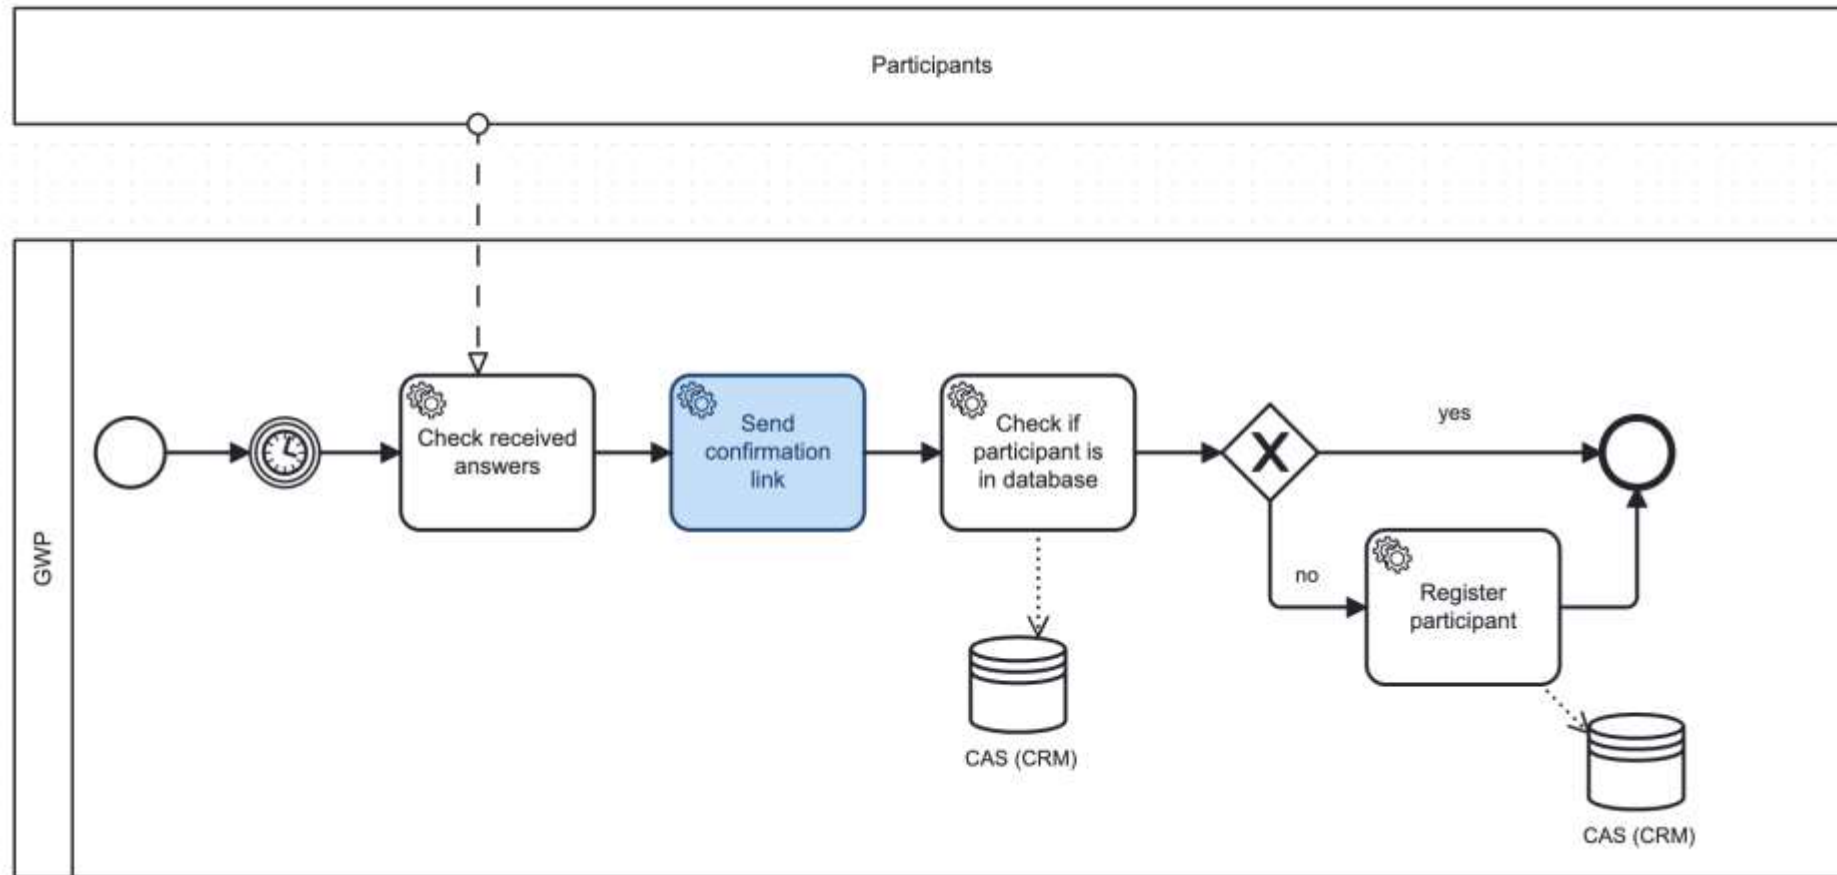 Participants
GWP
Check received
answers
Send
confirmation
link
Check if
participant is
in database
yes
no
Register
participant
CAS (CRM)
CAS (CRM)